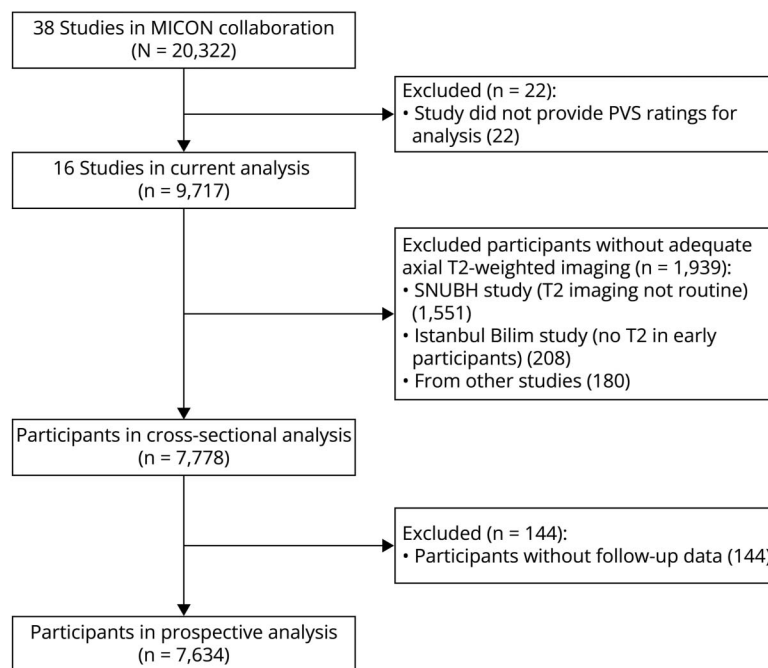 38 Studies in MICON collaboration
(N = 20,322)
Excluded (n = 22):
• Study did not provide PVS ratings for
analysis (22)
16 Studies in current analysis
(n = 9,717)
Excluded participants without adequate
axial T2-weighted imaging (n = 1,939):
• SNUBH study (T2 imaging not routine)
(1,551)
• Istanbul Bilim study (no T2 in early
participants) (208)
• From other studies (180)
Participants in cross-sectional analysis
(n = 7,778)
Excluded (n = 144):
• Participants without follow-up data (144)
Participants in prospective analysis
(n = 7,634)